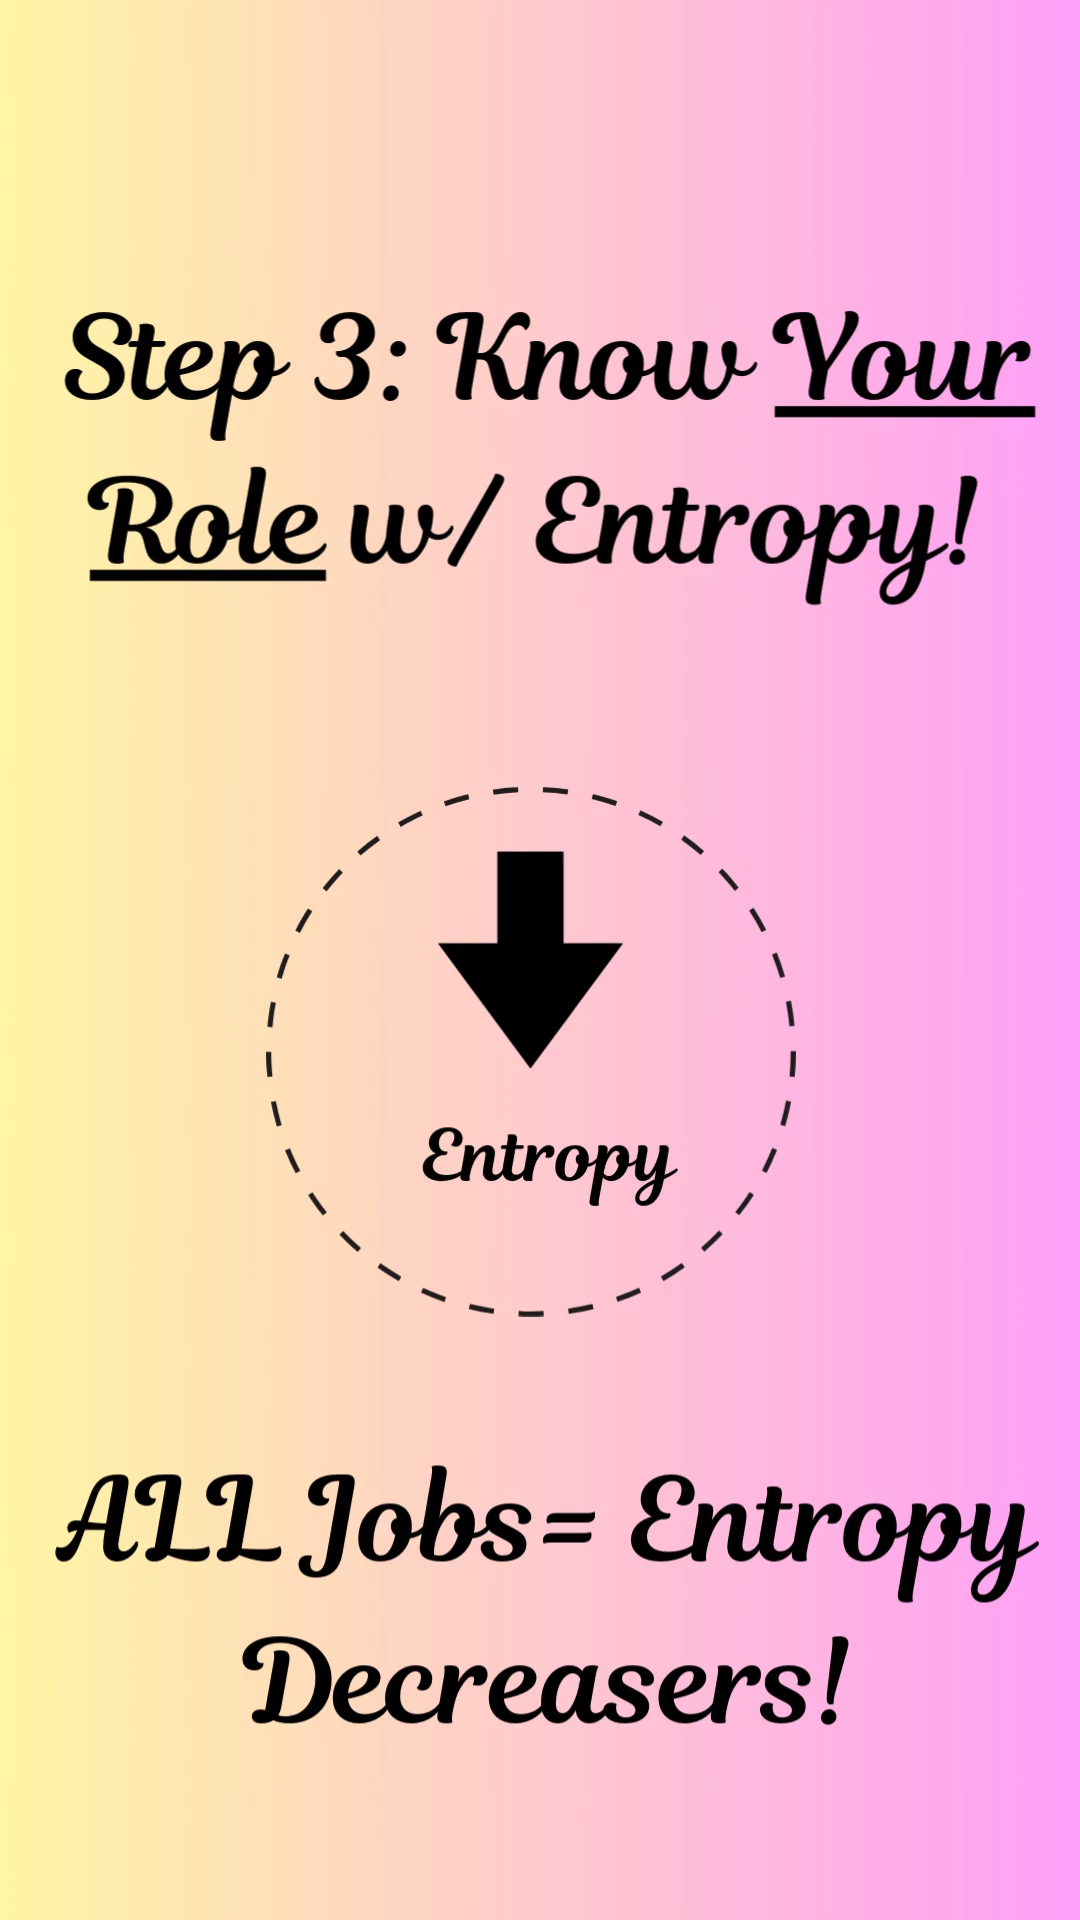 Step 3: Know Your
Role w/ Entropy!
Entropy
ALL Jobs= Entropy
Decreasers!